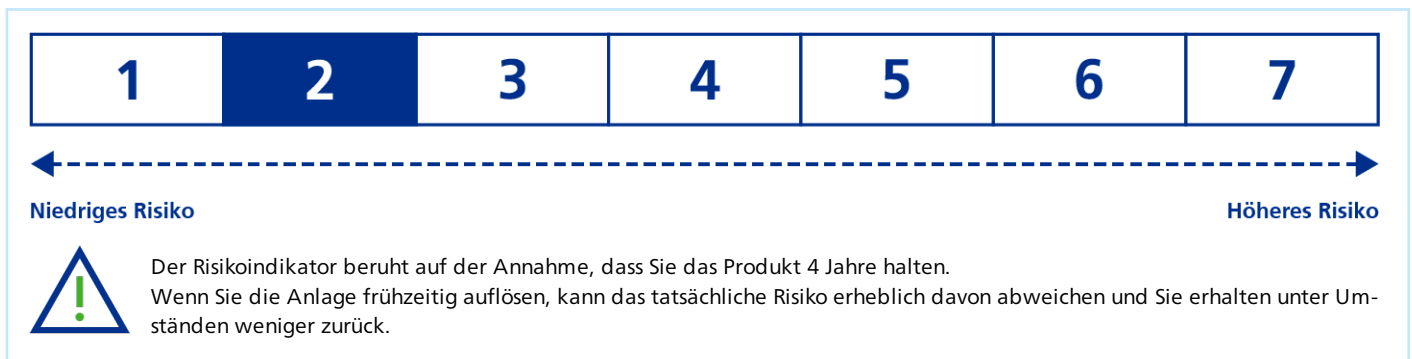 1 2 3 4 5 6 7
Niedriges Risiko Höheres Risiko
Der Risikoindikator beruht auf der Annahme, dass Sie das Produkt 4 Jahre halten.
Wenn Sie die Anlage frühzeitig auflösen, kann das tatsächliche Risiko erheblich davon abweichen und Sie erhalten unter Um-
ständen weniger zurück.